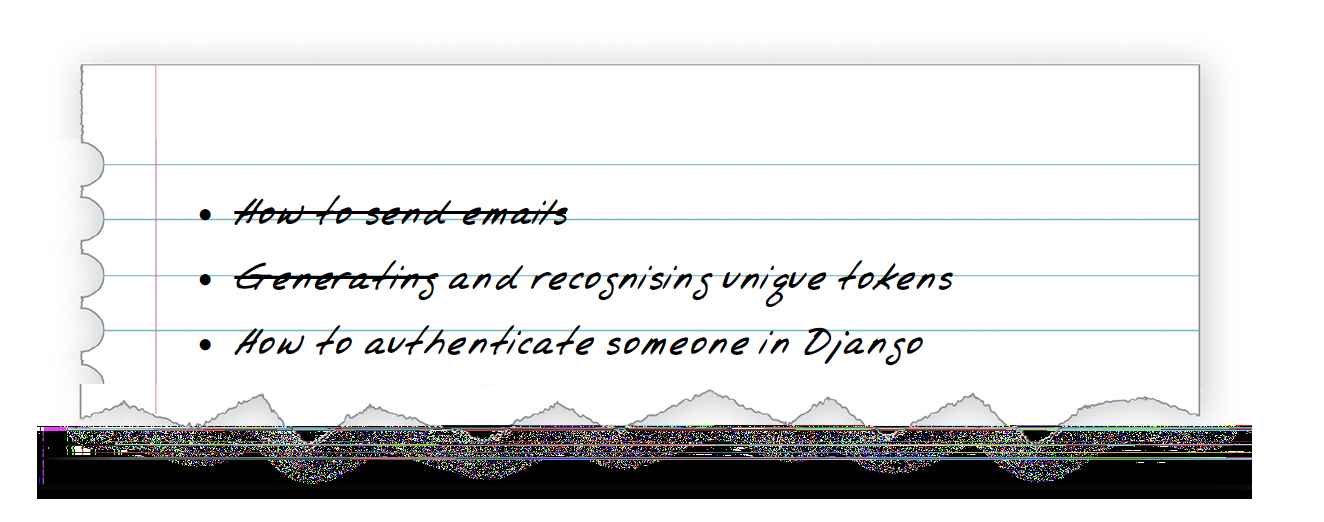 • How to send emails
• Generating and recognising unique tokens
• How to authenticate someone in Django